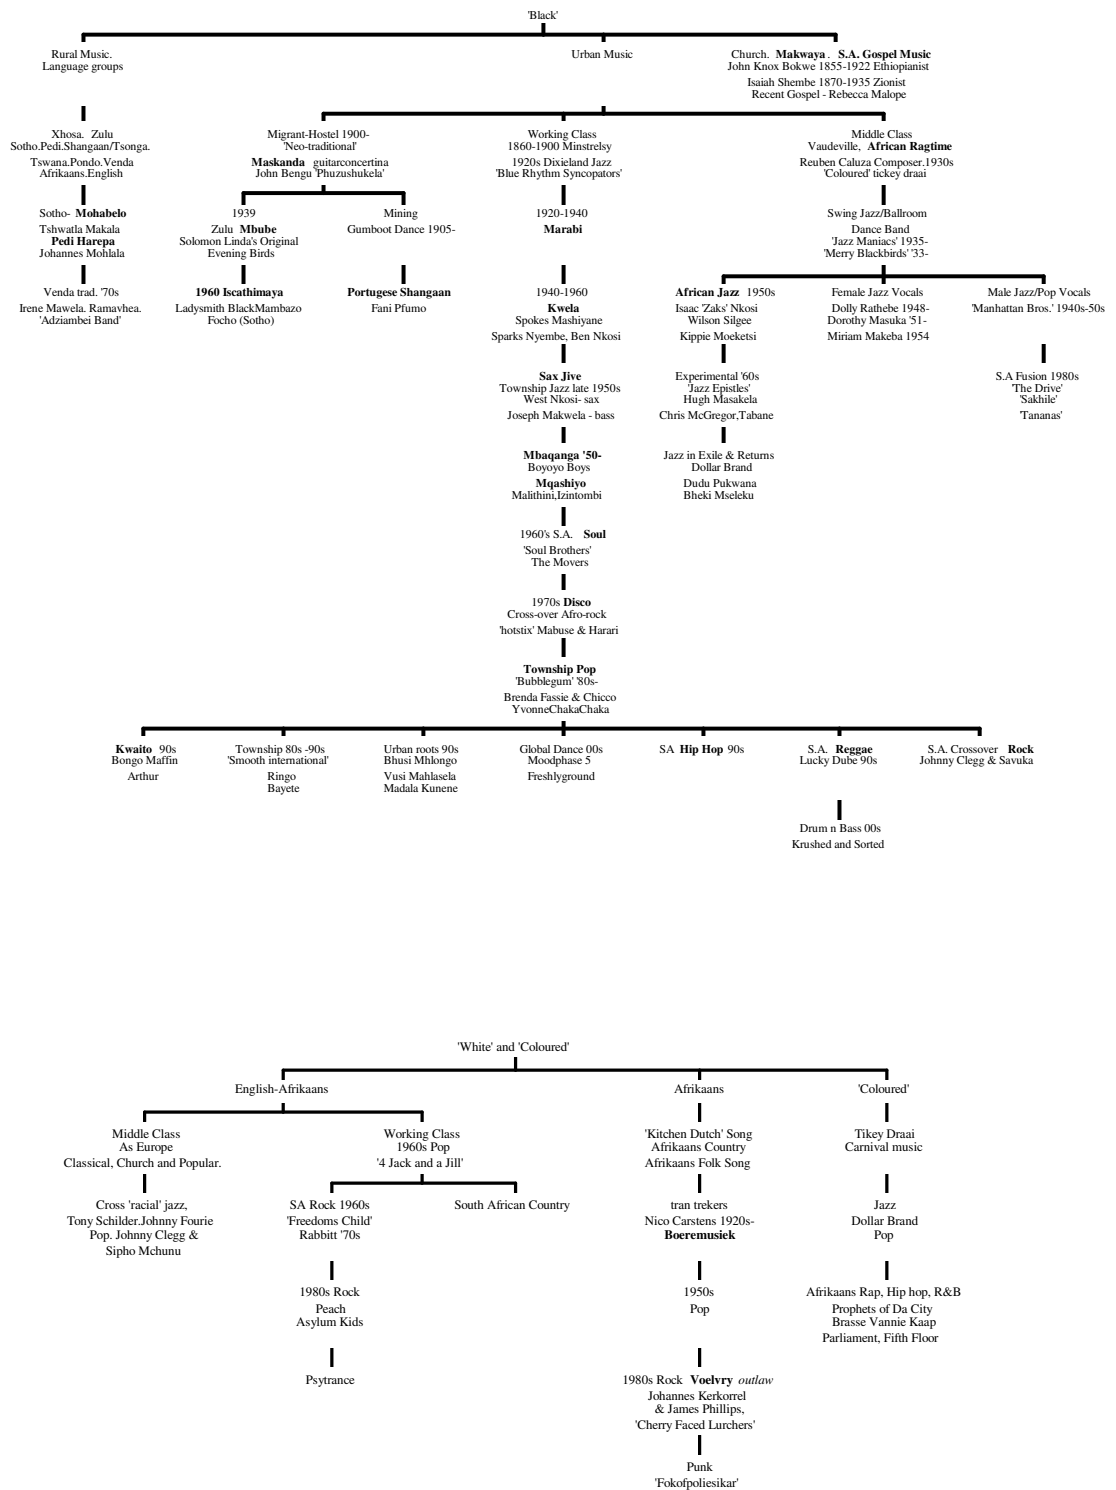 'Black'
Rural Music.
Language groups
Urban Music
Church. Makwaya . S.A. Gospel Music
John Knox Bokwe 1855-1922 Ethiopianist
Isaiah Shembe 1870-1935 Zionist
Recent Gospel - Rebecca Malope
Xhosa. Zulu
Sotho.Pedi.Shangaan/Tsonga.
Tswana.Pondo.Venda
Afrikaans.English
Migrant-Hostel 1900-
'Neo-traditional'
Maskanda guitarconcertina
John Bengu 'Phuzushukela'
Working Class
1860-1900 Minstrelsy
1920s Dixieland Jazz
'Blue Rhythm Syncopators'
Middle Class
Vaudeville, African Ragtime
Reuben Caluza Composer.1930s
'Coloured' tickey draai
Sotho- Mohabelo
Tshwatla Makala
Pedi Harepa
Johannes Mohlala
1939
Zulu Mbube
Solomon Linda's Original
Evening Birds
Mining
Gumboot Dance 1905-
1920-1940
Marabi
Swing Jazz/Ballroom
Dance Band
'Jazz Maniacs' 1935-
'Merry Blackbirds' '33-
Venda trad. '70s
Irene Mawela. Ramavhea.
'Adziambei Band'
1960 Iscathimaya
Ladysmith BlackMambazo
Focho (Sotho)
Portugese Shangaan
Fani Pfumo
1940-1960
Kwela
Spokes Mashiyane
Sparks Nyembe, Ben Nkosi
African Jazz 1950s
Isaac 'Zaks' Nkosi
Wilson Silgee
Kippie Moeketsi
Female Jazz Vocals
Dolly Rathebe 1948-
Dorothy Masuka '51-
Miriam Makeba 1954
Male Jazz/Pop Vocals
'Manhattan Bros.' 1940s-50s
Sax Jive
Township Jazz late 1950s
West Nkosi- sax
Joseph Makwela - bass
Experimental '60s
'Jazz Epistles'
Hugh Masakela
Chris McGregor,Tabane
S.A Fusion 1980s
'The Drive'
'Sakhile'
'Tananas'
Mbaqanga '50-
Boyoyo Boys
Mqashiyo
Malithini,Izintombi
Jazz in Exile & Returns
Dollar Brand
Dudu Pukwana
Bheki Mseleku
1960's S.A. Soul
'Soul Brothers'
The Movers
1970s Disco
Cross-over Afro-rock
'hotstix' Mabuse & Harari
Township Pop
'Bubblegum' '80s-
Brenda Fassie & Chicco
YvonneChakaChaka
Kwaito 90s
Bongo Maffin
Arthur
Township 80s -90s
'Smooth international'
Ringo
Bayete
Urban roots 90s
Bhusi Mhlongo
Vusi Mahlasela
Madala Kunene
Global Dance 00s
Moodphase 5
Freshlyground
SA Hip Hop 90s
S.A. Reggae
Lucky Dube 90s
S.A. Crossover Rock
Johnny Clegg & Savuka
Drum n Bass 00s
Krushed and Sorted
'White' and 'Coloured'
English-Afrikaans
Afrikaans
'Coloured'
Middle Class
As Europe
Classical, Church and Popular.
Working Class
1960s Pop
'4 Jack and a Jill'
'Kitchen Dutch' Song
Afrikaans Country
Afrikaans Folk Song
Tikey Draai
Carnival music
Cross 'racial' jazz,
Tony Schilder.Johnny Fourie
Pop. Johnny Clegg &
Sipho Mchunu
SA Rock 1960s
'Freedoms Child'
Rabbitt '70s
South African Country
tran trekers
Nico Carstens 1920s-
Boeremusiek
Jazz
Dollar Brand
Pop
1980s Rock
Peach
Asylum Kids
1950s
Pop
Afrikaans Rap, Hip hop, R&B
Prophets of Da City
Brasse Vannie Kaap
Parliament, Fifth Floor
Psytrance
1980s Rock Voelvry outlaw
Johannes Kerkorrel
& James Phillips,
'Cherry Faced Lurchers'
Punk
'Fokofpoliesikar'